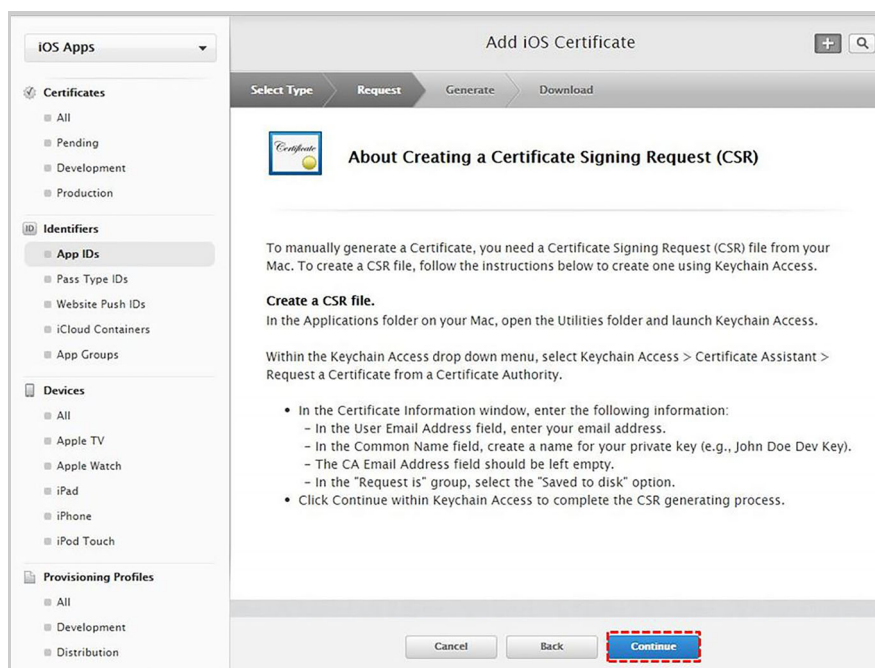 iOS Apps
Certificates
All
Pending
Development
Production
ID Identifiers
App IDs
Pass Type IDs
Website Push IDs
iCloud Containers
App Groups
Devices
All
Apple TV
Apple Watch
iPad
iPhone
iPod Touch
Provisioning Profiles
All
Development
Distribution
Add iOS Certificate
Select Type Request Generate Download
Certificate
About Creating a Certificate Signing Request (CSR)
To manually generate a Certificate, you need a Certificate Signing Request (CSR) file from your
Mac. To create a CSR file, follow the instructions below to create one using Keychain Access.
Create a CSR file.
In the Applications folder on your Mac, open the Utilities folder and launch Keychain Access.
Within the Keychain Access drop down menu, select Keychain Access > Certificate Assistant >
Request a Certificate from a Certificate Authority.
• In the Certificate Information window, enter the following information:
– In the User Email Address field, enter your email address.
– In the Common Name field, create a name for your private key (e.g., John Doe Dev Key).
– The CA Email Address field should be left empty.
– In the "Request is" group, select the "Saved to disk" option.
• Click Continue within Keychain Access to complete the CSR generating process.
Cancel Back Continue